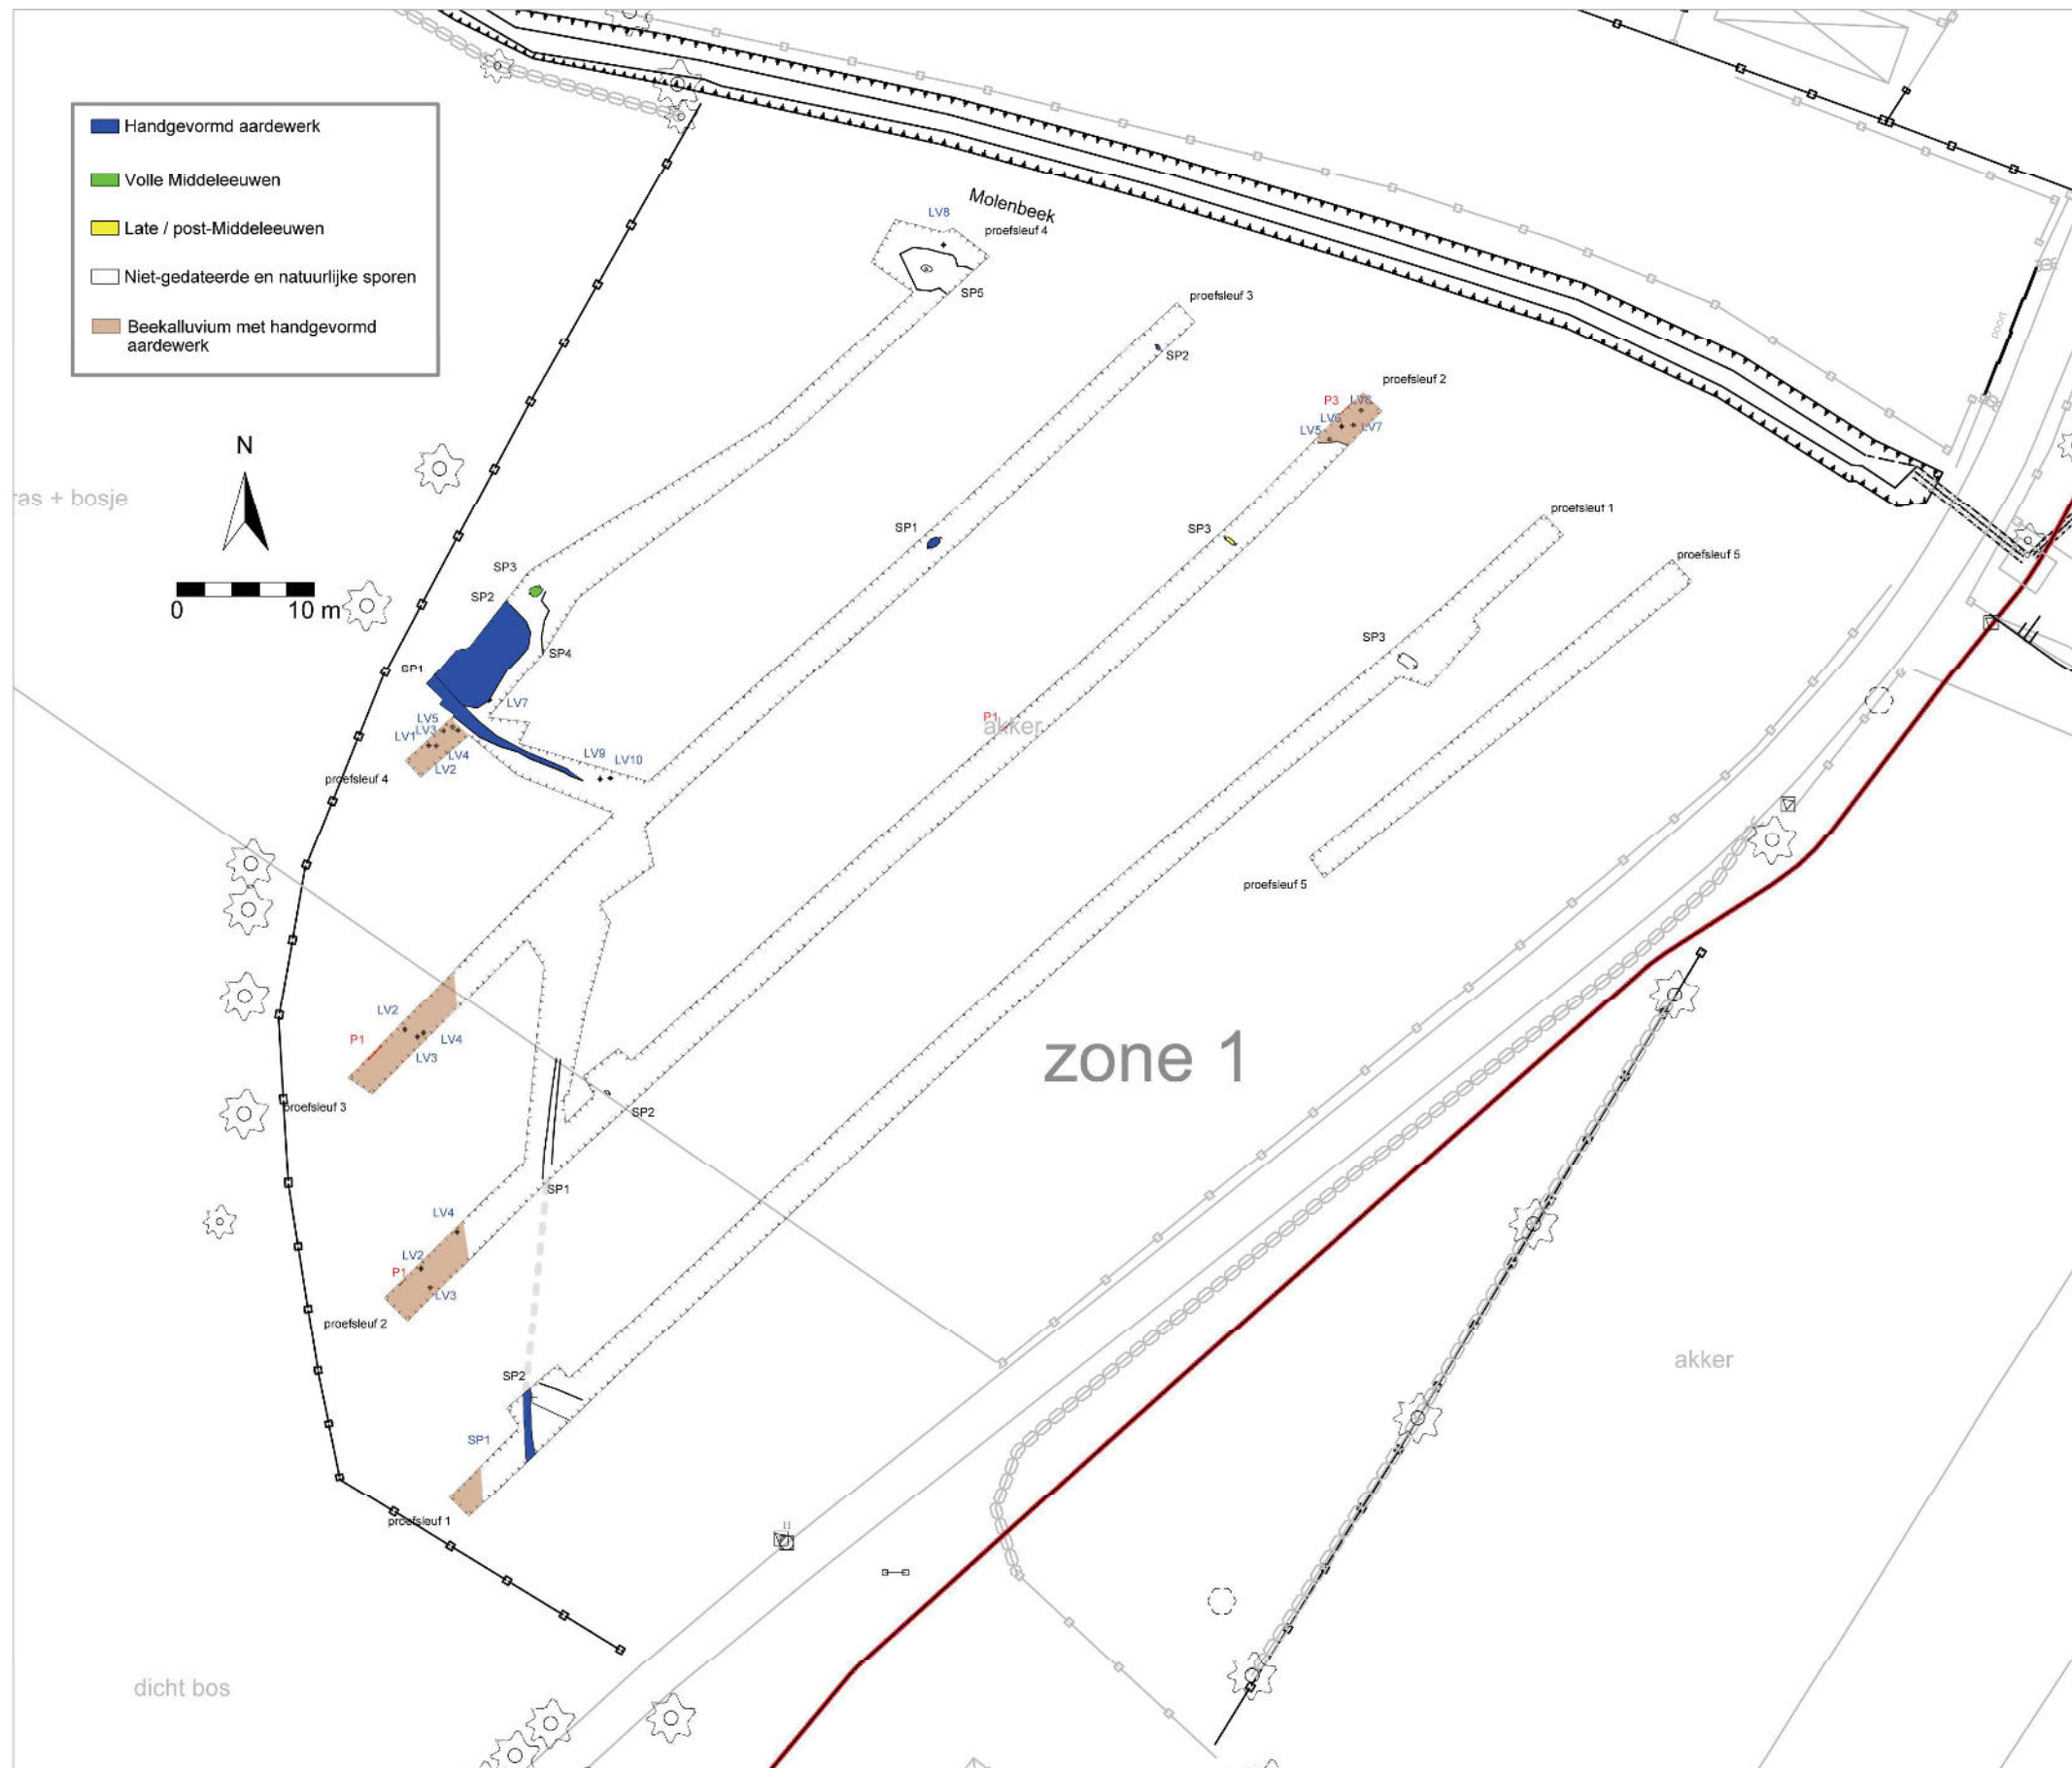 Handgevormd aardewerk
Volle Middeleeuwen
Late / post-Middeleeuwen
Niet-gedateerde en natuurlijke sporen
Beekalluvium met handgevormd
aardewerk
N
0 10 m
ras + bosje
Molenbeek
LV8
proefsleuf 4
SP5
proefsleuf 3
SP2
poort
proefsleuf 2
P3
LV8
LV6
LV5
LV7
SP1
SP3
proefsleuf 1
proefsleuf 5
SP3
SP2
SP4
SP1
SP3
LV7
LV5
LV3
LV1
LV4
LV2
LV9
LV10
P1
akker
proefsleuf 4
proefsleuf 5
LV2
P1
LV4
LV3
zone 1
proefsleuf 3
SP2
SP1
LV4
LV2
P1
LV3
proefsleuf 2
akker
SP2
SP1
proefsleuf 1
dicht bos